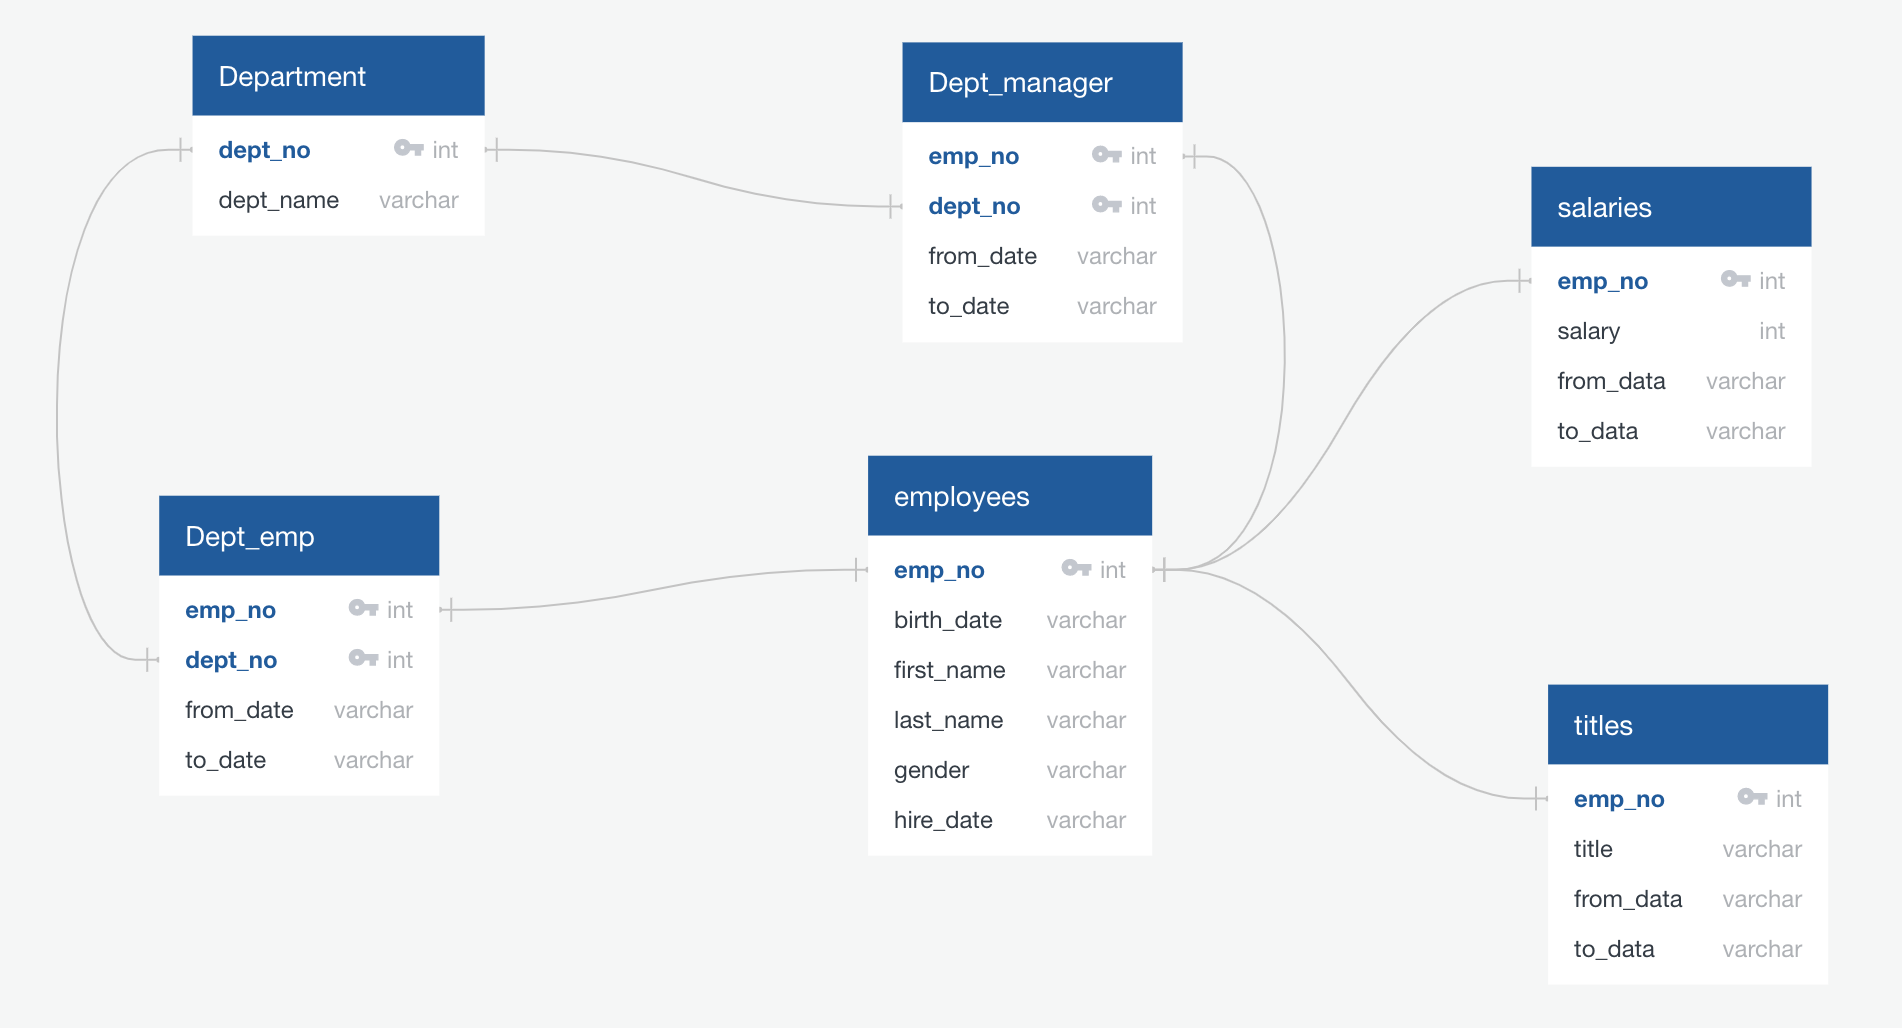 Department
dept_no int
dept_name varchar
Dept_manager
emp_no int
dept_no int
from_date varchar
to_date varchar
salaries
emp_no int
salary int
from_data varchar
to_data varchar
Dept_emp
emp_no int
dept_no int
from_date varchar
to_date varchar
employees
emp_no int
birth_date varchar
first_name varchar
last_name varchar
gender varchar
hire_date varchar
titles
emp_no int
title varchar
from_data varchar
to_data varchar